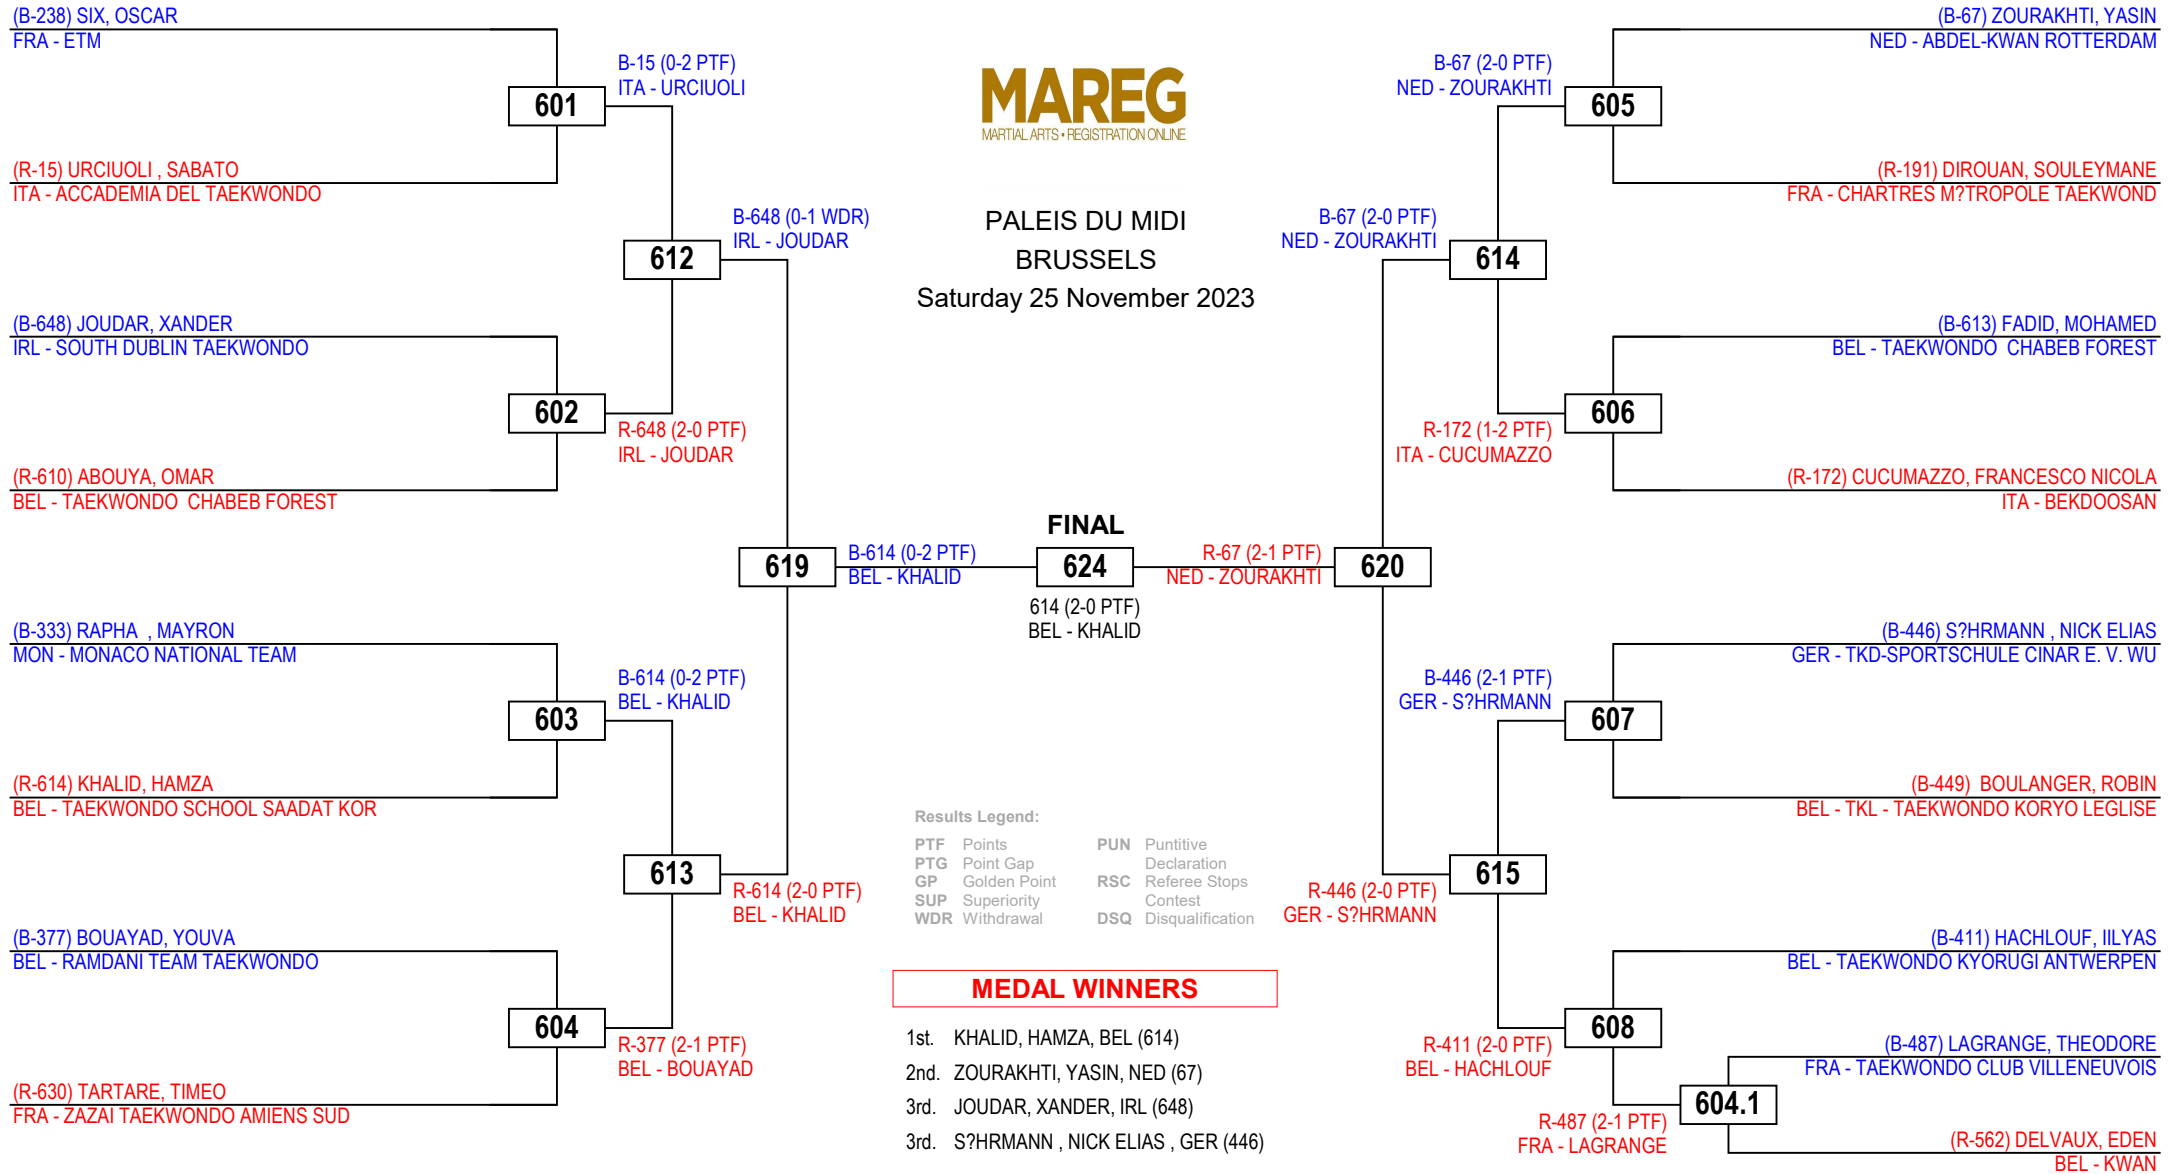 (B-238) SIX, OSCAR
FRA - ETM
601
(R-15) URCIUOLI , SABATO
ITA - ACCADEMIA DEL TAEKWONDO
B-15 (0-2 PTF)
ITA - URCIUOLI
612
B-648 (0-1 WDR)
IRL - JOUDAR
(B-648) JOUDAR, XANDER
IRL - SOUTH DUBLIN TAEKWONDO
602
R-648 (2-0 PTF)
IRL - JOUDAR
(R-610) ABOUYA, OMAR
BEL - TAEKWONDO  CHABEB FOREST
619
B-614 (0-2 PTF)
BEL - KHALID
(B-333) RAPHA  , MAYRON
MON - MONACO NATIONAL TEAM
603
B-614 (0-2 PTF)
BEL - KHALID
(R-614) KHALID, HAMZA
BEL - TAEKWONDO SCHOOL SAADAT KOR
613
R-614 (2-0 PTF)
BEL - KHALID
(B-377) BOUAYAD, YOUVA
BEL - RAMDANI TEAM TAEKWONDO
604
R-377 (2-1 PTF)
BEL - BOUAYAD
(R-630) TARTARE, TIMEO
FRA - ZAZAI TAEKWONDO AMIENS SUD
MAREG
MARTIAL ARTS • REGISTRATION ONLINE
PALEIS DU MIDI
BRUSSELS
Saturday 25 November 2023
FINAL
624
614 (2-0 PTF)
BEL - KHALID
Results Legend:
PTF Points
PTG Point Gap
GP Golden Point
SUP Superiority
WDR Withdrawal
PUN Puntitive
Declaration
RSC Referee Stops
Contest
DSQ Disqualification
MEDAL WINNERS
1st. KHALID, HAMZA, BEL (614)
2nd. ZOURAKHTI, YASIN, NED (67)
3rd. JOUDAR, XANDER, IRL (648)
3rd. S?HRMANN , NICK ELIAS , GER (446)
(B-67) ZOURAKHTI, YASIN
NED - ABDEL-KWAN ROTTERDAM
B-67 (2-0 PTF)
NED - ZOURAKHTI
605
(R-191) DIROUAN, SOULEYMANE
FRA - CHARTRES M?TROPOLE TAEKWOND
B-67 (2-0 PTF)
NED - ZOURAKHTI
614
(B-613) FADID, MOHAMED
BEL - TAEKWONDO  CHABEB FOREST
606
R-172 (1-2 PTF)
ITA - CUCUMAZZO
(R-172) CUCUMAZZO, FRANCESCO NICOLA
ITA - BEKDOOSAN
R-67 (2-1 PTF)
NED - ZOURAKHTI
620
(B-446) S?HRMANN , NICK ELIAS
GER - TKD-SPORTSCHULE CINAR E. V. WU
B-446 (2-1 PTF)
GER - S?HRMANN
607
(B-449)  BOULANGER, ROBIN
BEL - TKL - TAEKWONDO KORYO LEGLISE
615
R-446 (2-0 PTF)
GER - S?HRMANN
(B-411) HACHLOUF, IILYAS
BEL - TAEKWONDO KYORUGI ANTWERPEN
608
R-411 (2-0 PTF)
BEL - HACHLOUF
(B-487) LAGRANGE, THEODORE
FRA - TAEKWONDO CLUB VILLENEUVOIS
604.1
R-487 (2-1 PTF)
FRA - LAGRANGE
(R-562) DELVAUX, EDEN
BEL - KWAN